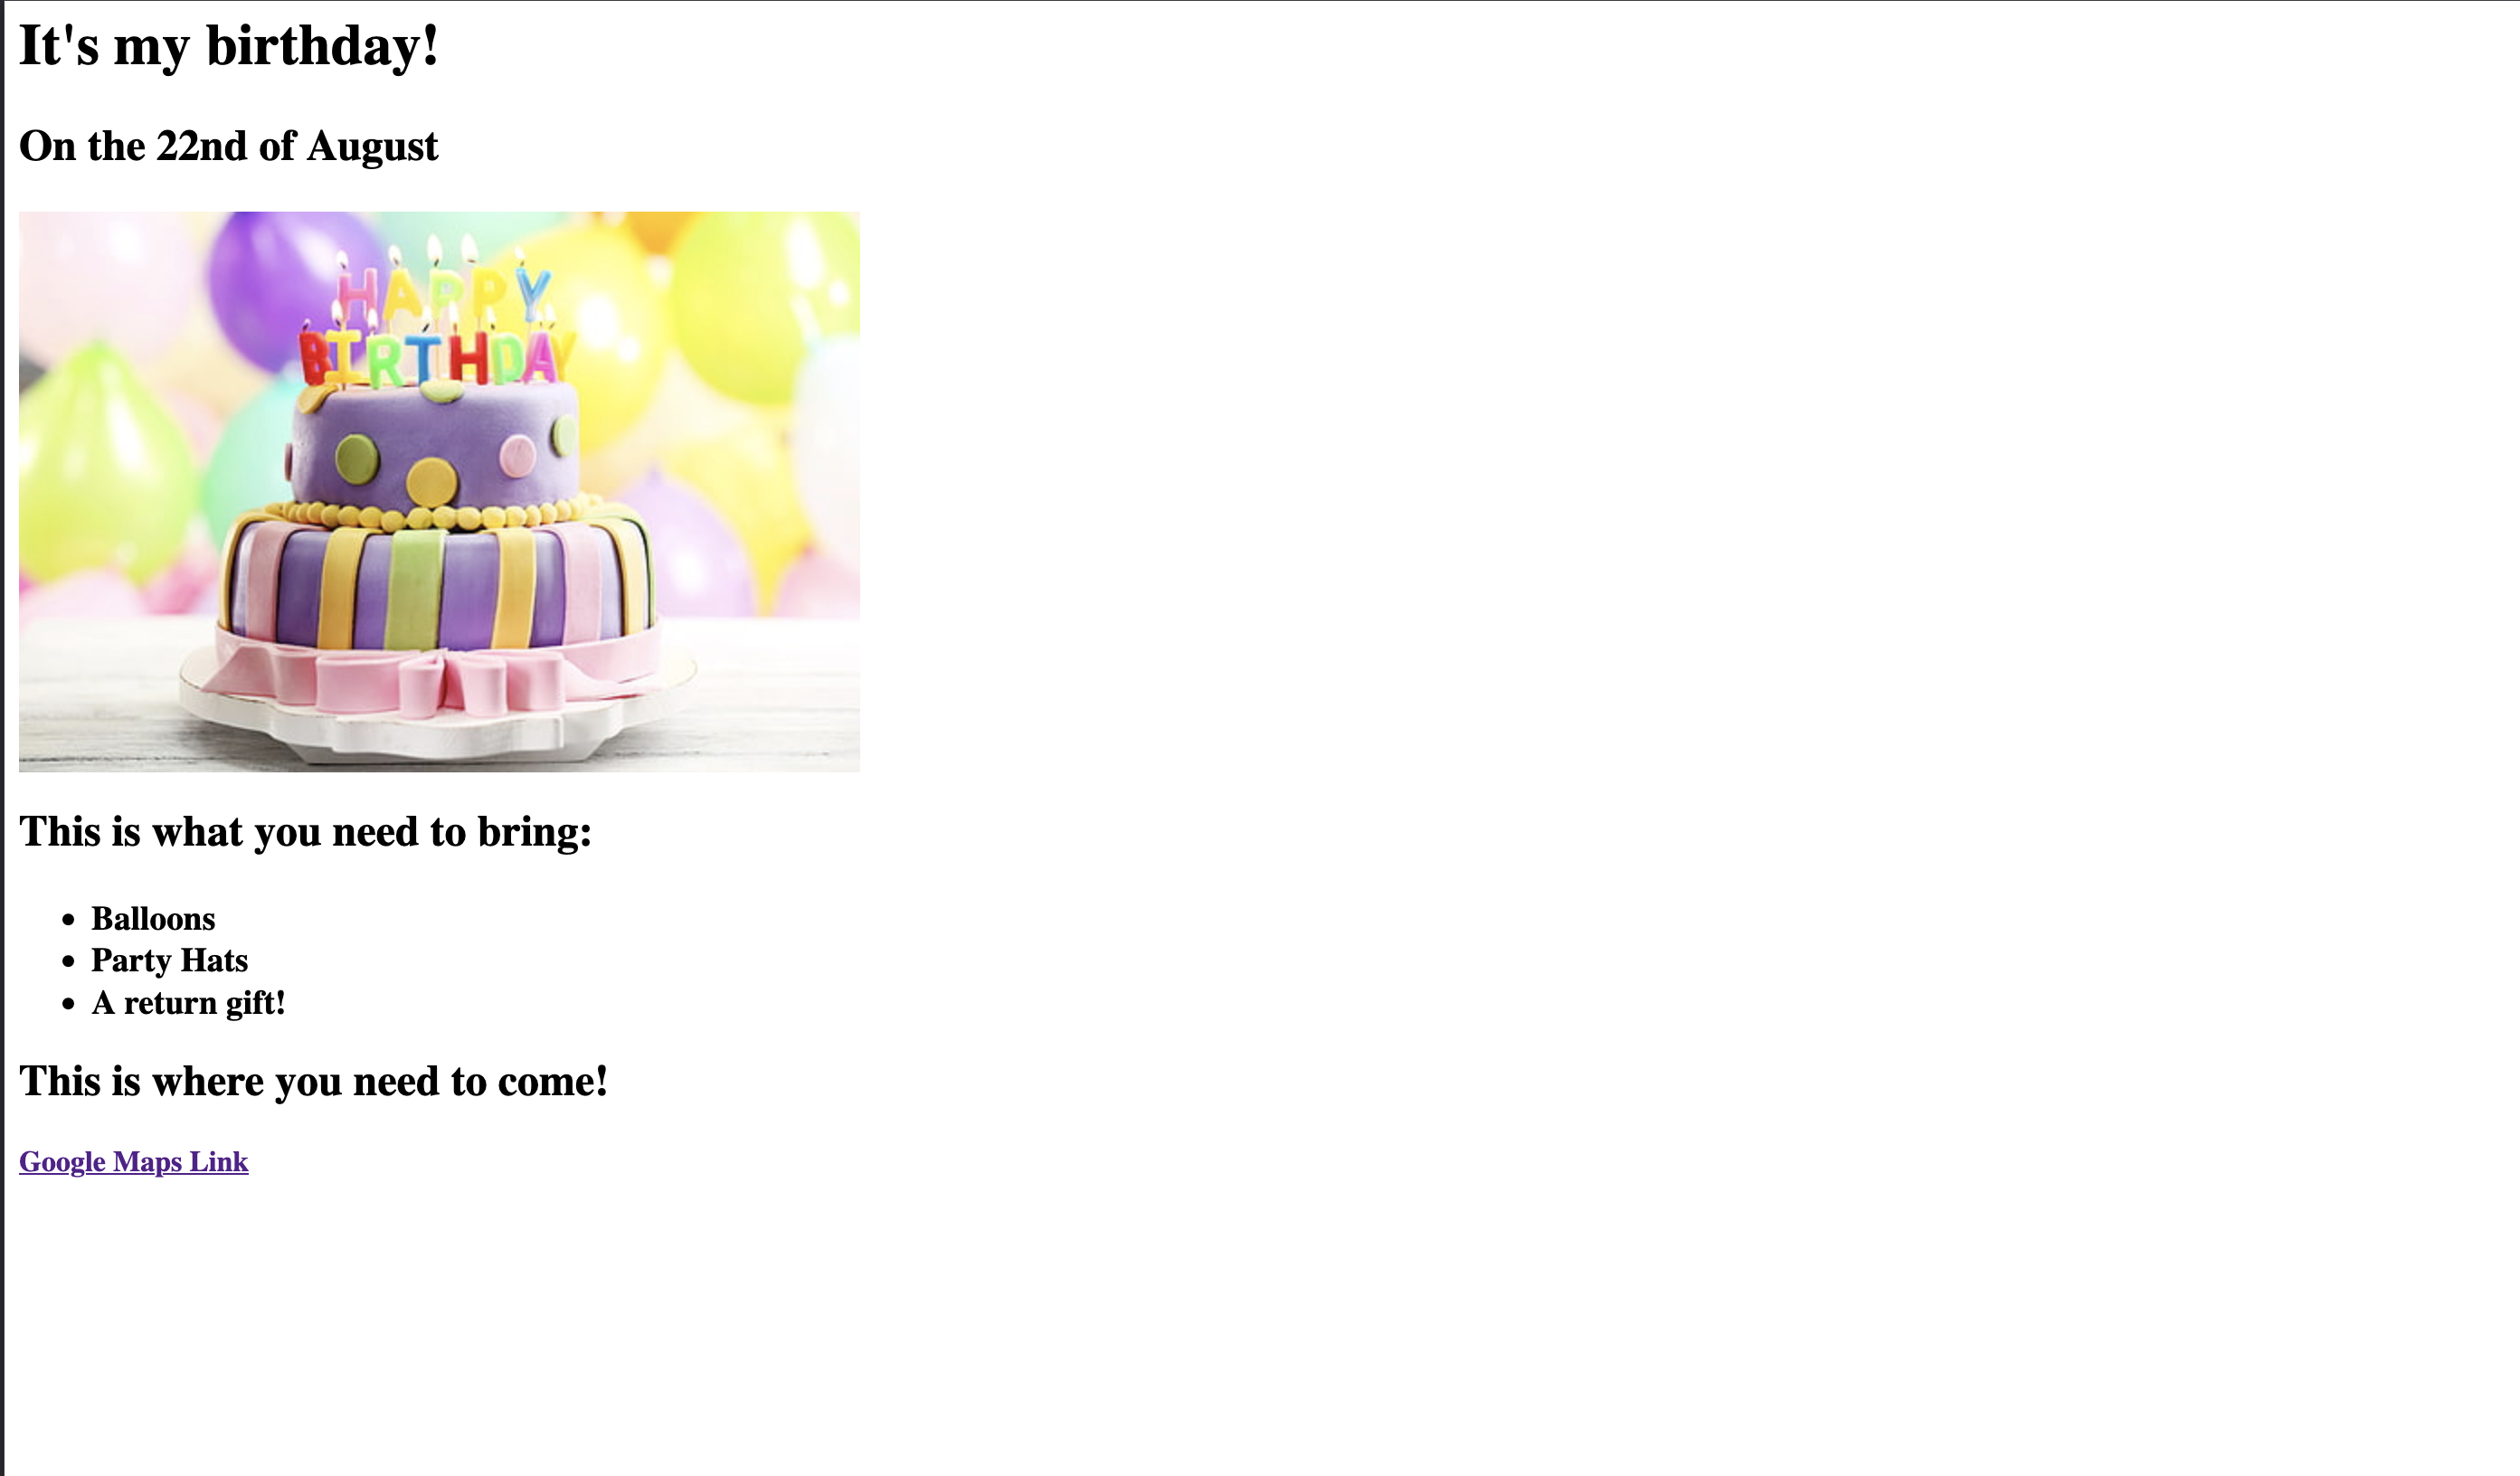 It's my birthday!
On the 22nd of August
HAPPY
BIRTHDAY
This is what you need to bring:
Balloons
Party Hats
A return gift!
This is where you need to come!
Google Maps Link